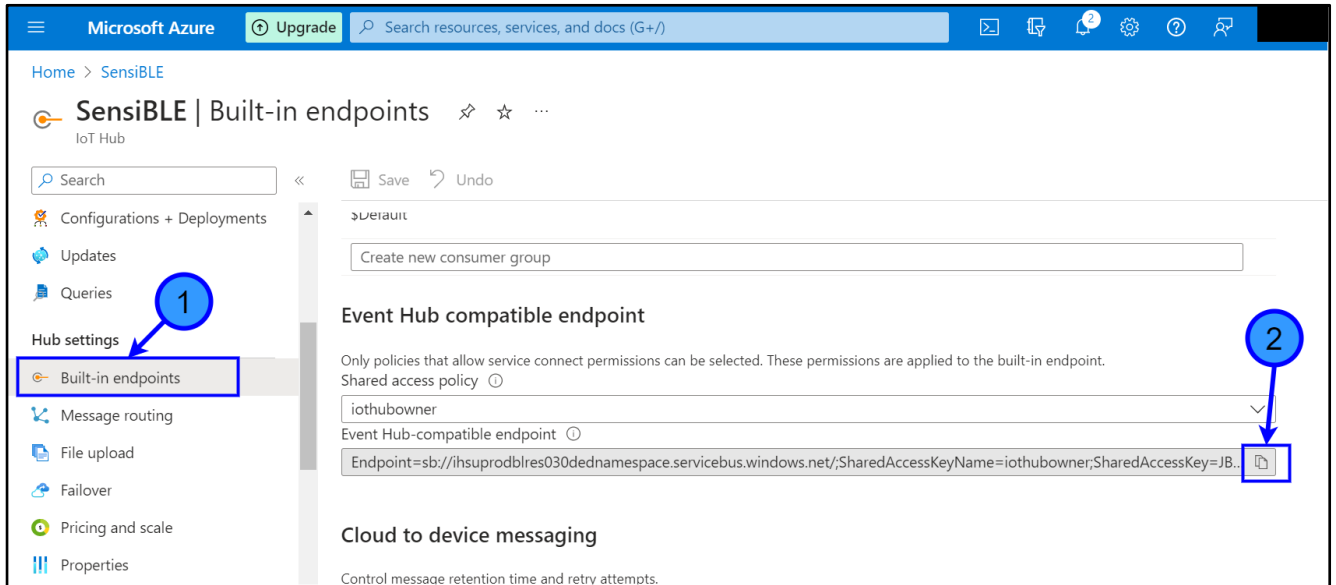 Microsoft Azure
Upgrade
Search resources, services, and docs (G+/)
2
Home > SensiBLE
SensiBLE | Built-in endpoints
IoT Hub
Search
«
Save
Undo
Configurations + Deployments
Updates
Queries
1
Hub settings
Built-in endpoints
Message routing
File upload
Failover
Pricing and scale
Properties
$Default
Create new consumer group
Event Hub compatible endpoint
2
Only policies that allow service connect permissions can be selected. These permissions are applied to the built-in endpoint.
Shared access policy
iothubowner
Event Hub-compatible endpoint
Endpoint=sb://ihsuprodblres030dednamespace.servicebus.windows.net/;SharedAccessKeyName=iothubowner;SharedAccessKey=JB..
Cloud to device messaging
Control message retention time and retry attempts.